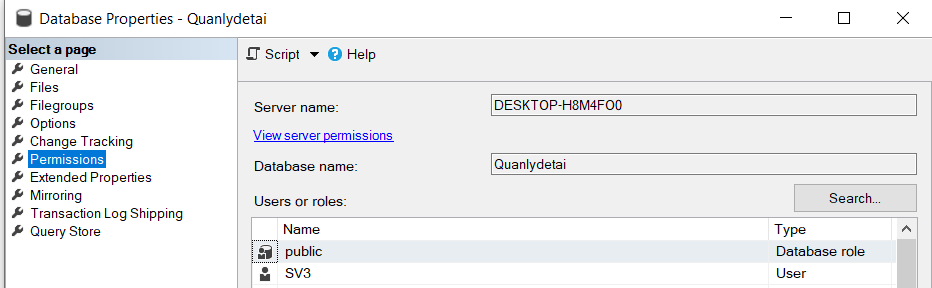 Database Properties - Quanlydetai
Select a page
General
Files
Filegroups
Options
Change Tracking
Permissions
Extended Properties
Mirroring
Transaction Log Shipping
Query Store
Script Help
Server name: DESKTOP-H8M4FO0
View server permissions
Database name: Quanlydetai
Users or roles: Search...
Name Type
public Database role
SV3 User